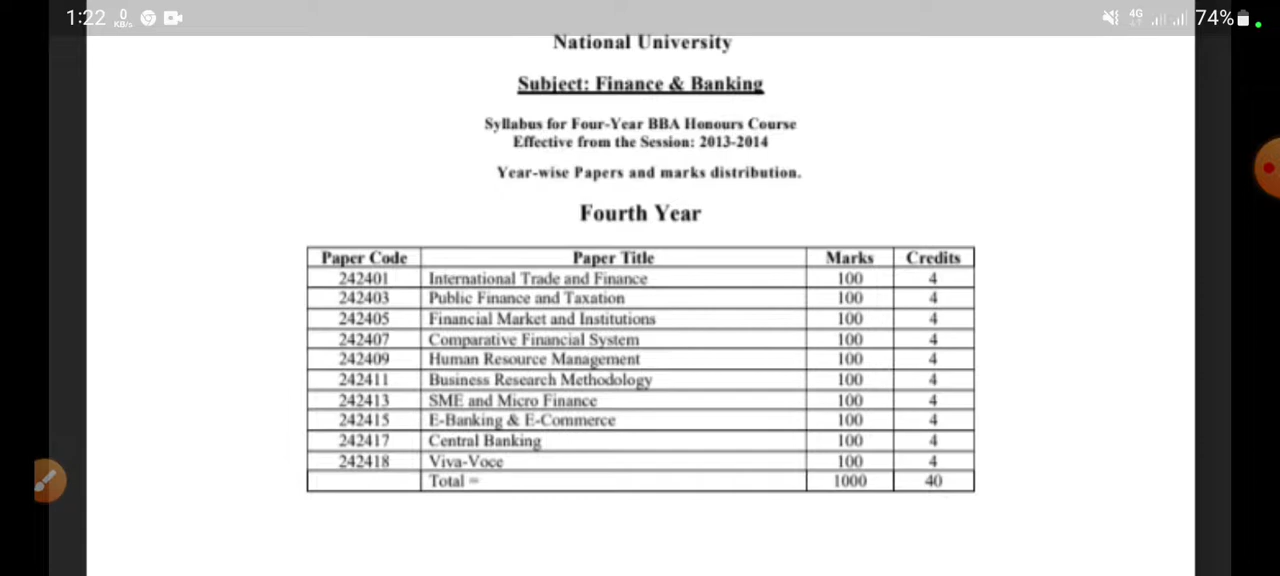 1:22 0 KB/s 4G 74%
National University
Subject: Finance & Banking
Syllabus for Four-Year BBA Honours Course
Effective from the Session: 2013-2014
Year-wise Papers and marks distribution.
Fourth Year
Paper Code Paper Title Marks Credits
242401 International Trade and Finance 100 4
242403 Public Finance and Taxation 100 4
242405 Financial Market and Institutions 100 4
242407 Comparative Financial System 100 4
242409 Human Resource Management 100 4
242411 Business Research Methodology 100 4
242413 SME and Micro Finance 100 4
242415 E-Banking & E-Commerce 100 4
242417 Central Banking 100 4
242418 Viva-Voce 100 4
Total = 1000 40